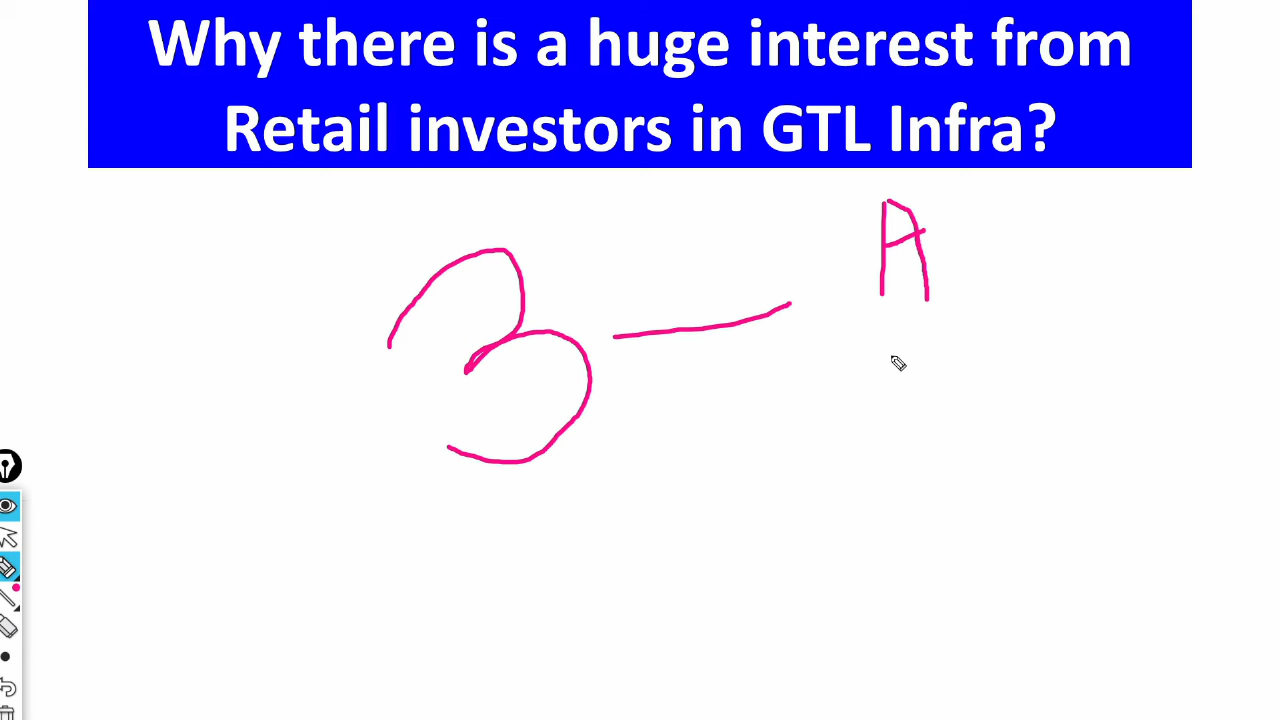 Why there is a huge interest from
Retail investors in GTL Infra?
3 — A